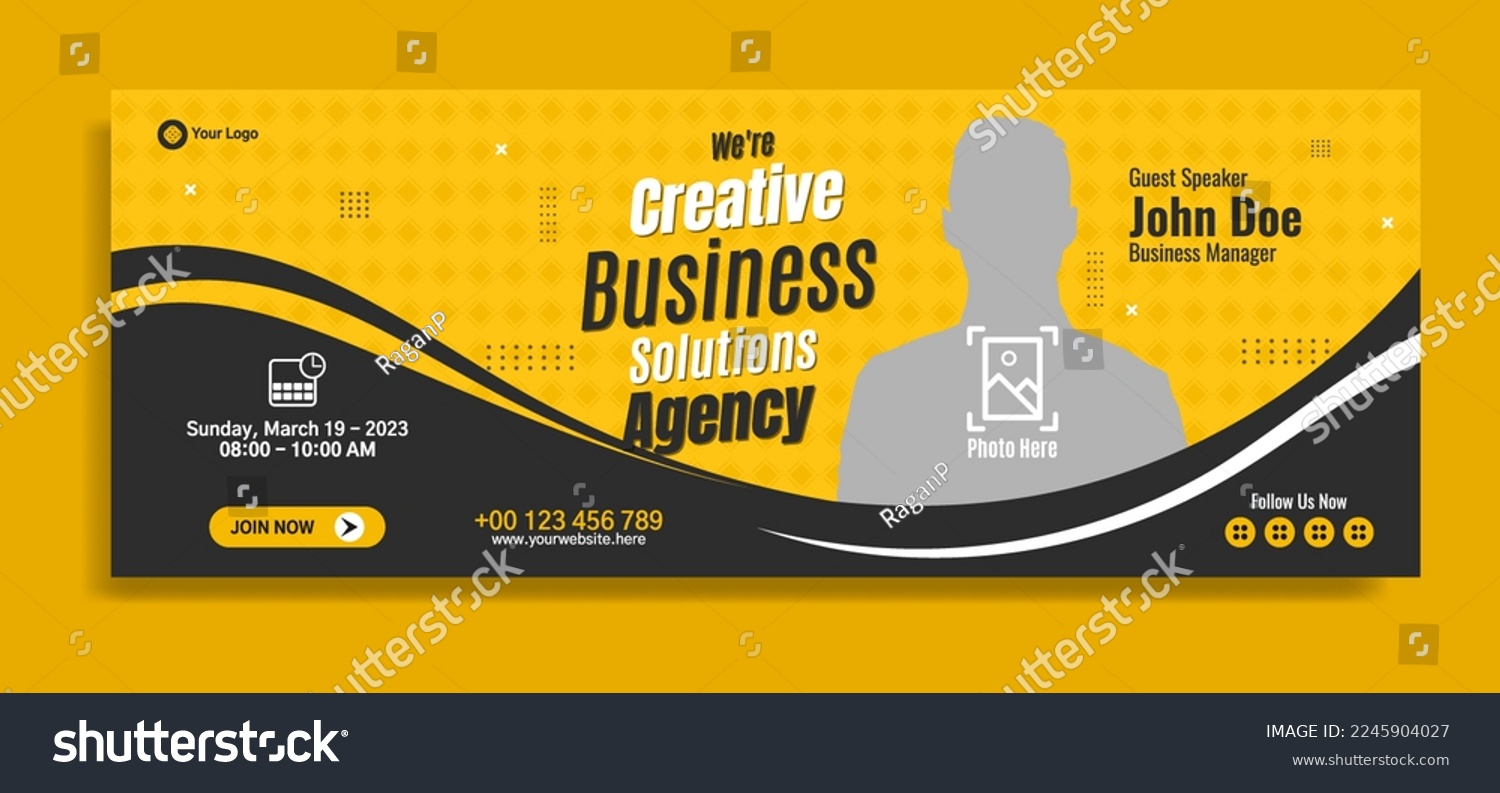 Your Logo
We're
Creative
Business
Solutions
Agency
Guest Speaker
John Doe
Business Manager
Photo Here
Sunday, March 19 – 2023
08:00 – 10:00 AM
JOIN NOW
+00 123 456 789
www.yourwebsite.here
Follow Us Now
shutterstock
shutterstock
shutterstock
shutterstock
shutterstock
shutterstock
RaganP
RaganP
shutterstock
IMAGE ID: 2245904027
www.shutterstock.com